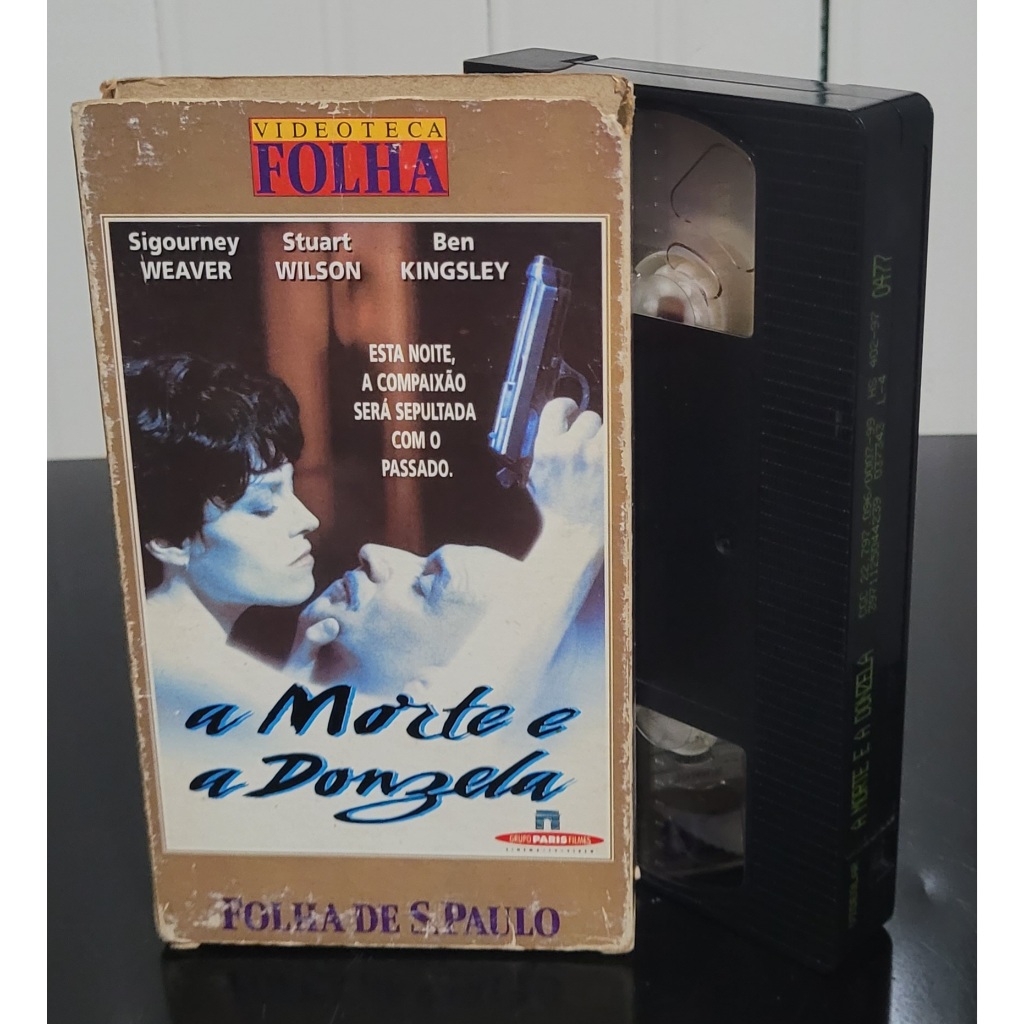 VIDEOTECA
FOLHA
Sigourney
WEAVER
Stuart
WILSON
Ben
KINGSLEY
ESTA NOITE,
A COMPAIXÃO
SERÁ SEPULTADA
COM O
PASSADO.
a Morte e
a Donzela
GRUPO PARIS FILMES
FOLHA DE S. PAULO
A MORTE E A DONZELA
0477